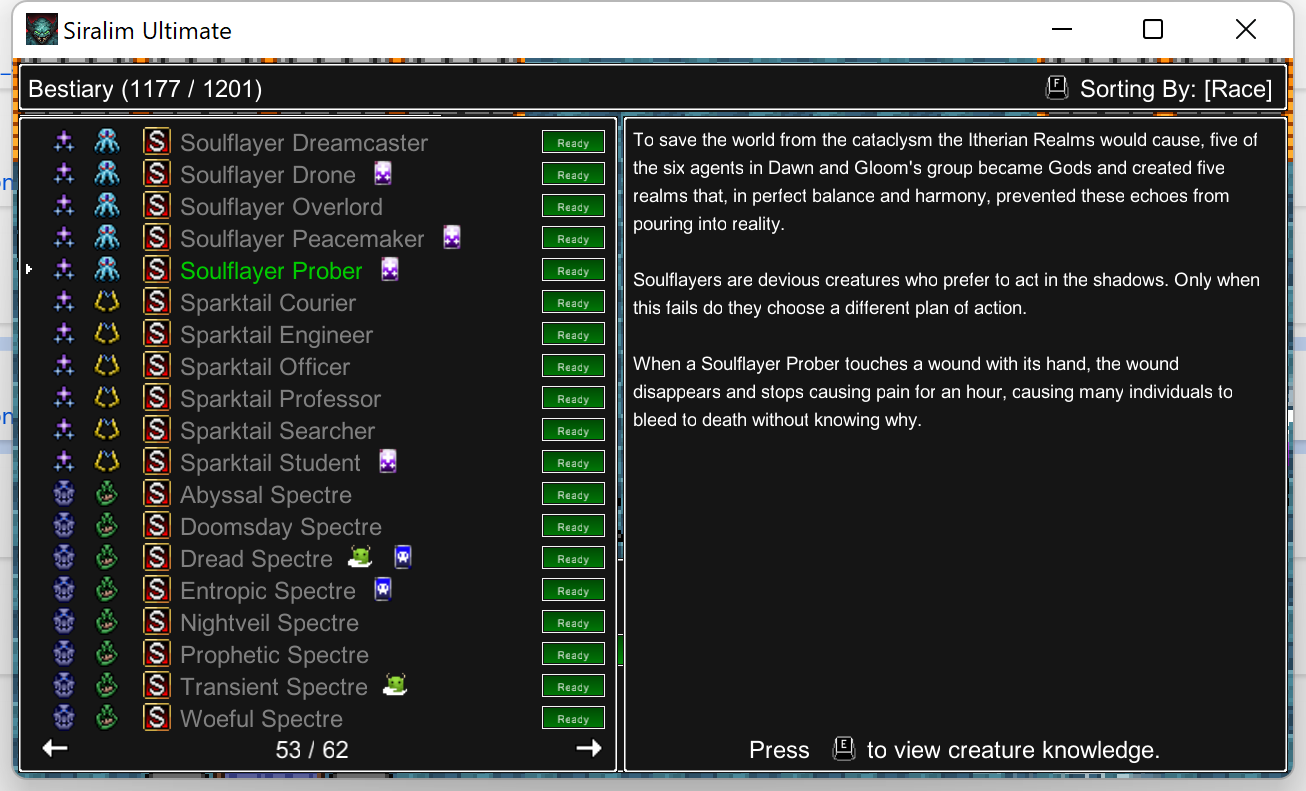 Siralim Ultimate
Bestiary (1177 / 1201)
F Sorting By: [Race]
S Soulflayer Dreamcaster Ready
S Soulflayer Drone Ready
S Soulflayer Overlord Ready
S Soulflayer Peacemaker Ready
S Soulflayer Prober Ready
S Sparktail Courier Ready
S Sparktail Engineer Ready
S Sparktail Officer Ready
S Sparktail Professor Ready
S Sparktail Searcher Ready
S Sparktail Student Ready
S Abyssal Spectre Ready
S Doomsday Spectre Ready
S Dread Spectre Ready
S Entropic Spectre Ready
S Nightveil Spectre Ready
S Prophetic Spectre Ready
S Transient Spectre Ready
S Woeful Spectre Ready
53 / 62
To save the world from the cataclysm the Itherian Realms would cause, five of
the six agents in Dawn and Gloom's group became Gods and created five
realms that, in perfect balance and harmony, prevented these echoes from
pouring into reality.
Soulflayers are devious creatures who prefer to act in the shadows. Only when
this fails do they choose a different plan of action.
When a Soulflayer Prober touches a wound with its hand, the wound
disappears and stops causing pain for an hour, causing many individuals to
bleed to death without knowing why.
Press E to view creature knowledge.